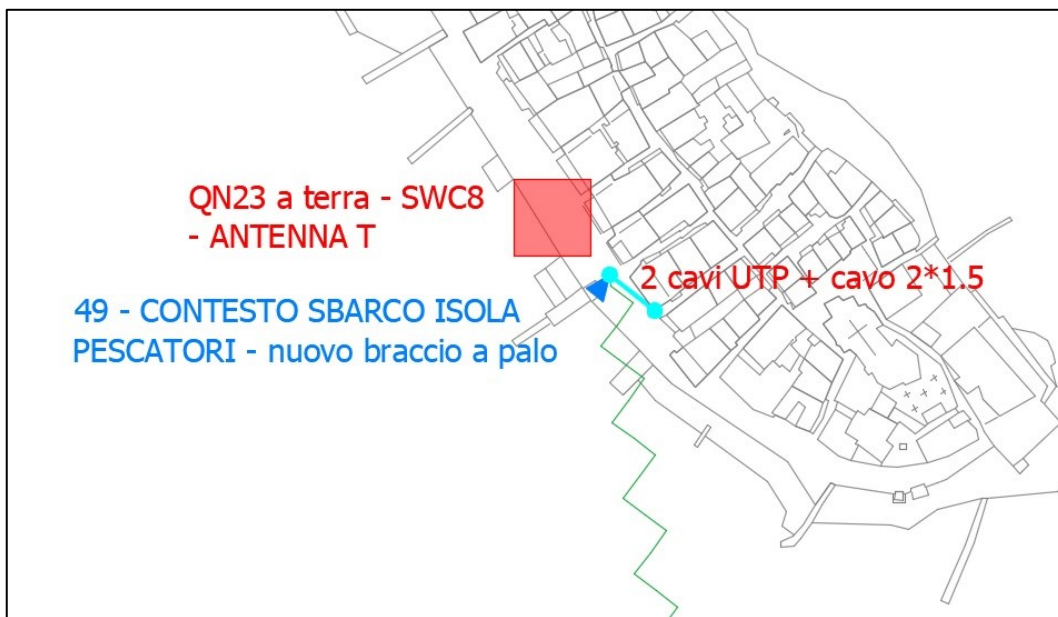 QN23 a terra - SWC8
- ANTENNA T
2 cavi UTP + cavo 2*1.5
49 - CONTESTO SBARCO ISOLA
PESCATORI - nuovo braccio a palo